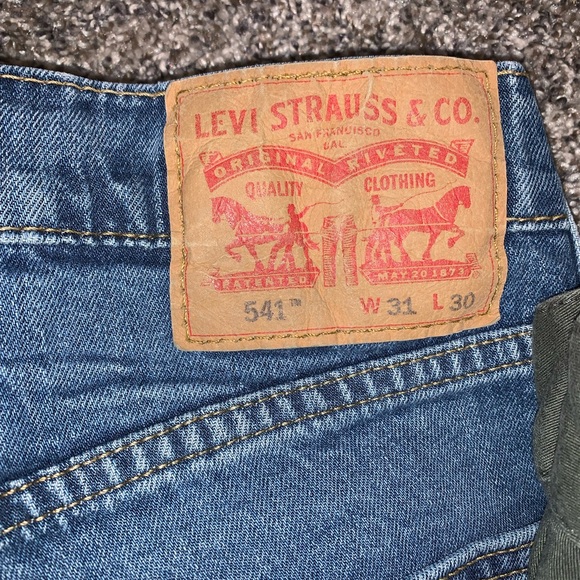 LEVI STRAUSS & CO.
SAN FRANCISCO
CAL
ORIGINAL RIVETED
QUALITY CLOTHING
PATENTED MAY 20 1873
541™ W 31 L 30